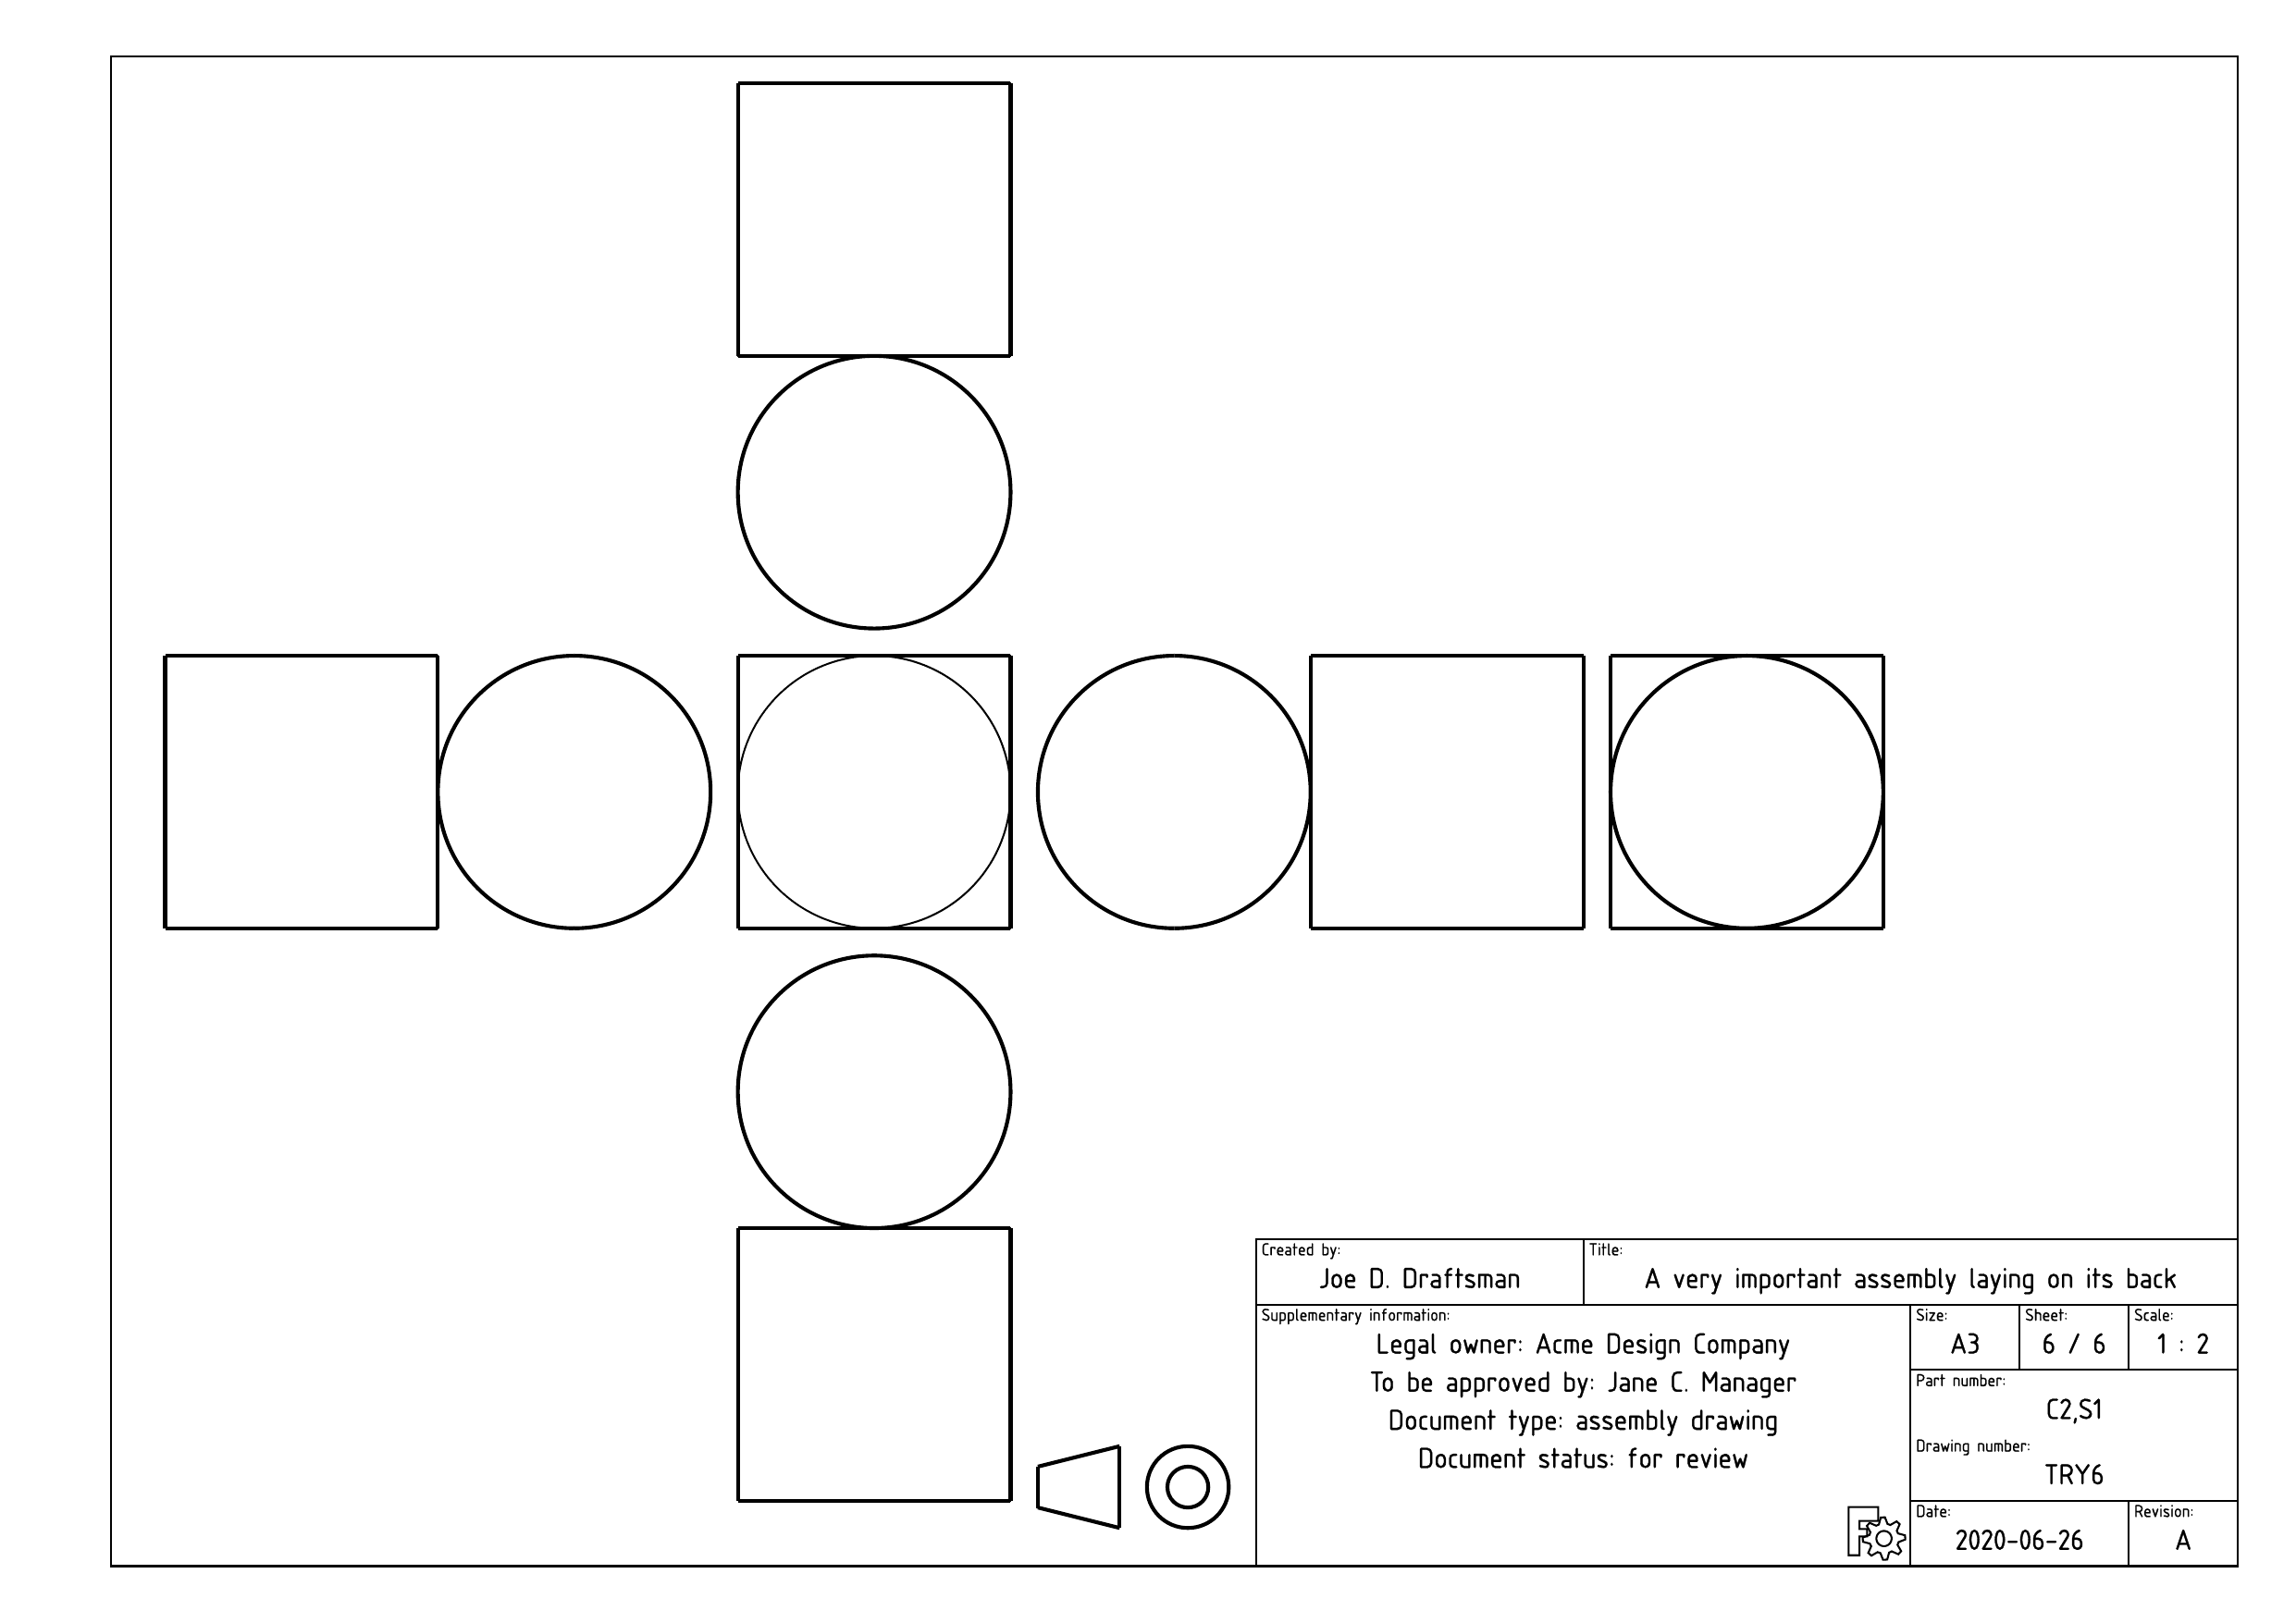 Created by:
Joe D. Draftsman
Title:
A very important assembly laying on its back
Supplementary information:
Legal owner: Acme Design Company
To be approved by: Jane C. Manager
Document type: assembly drawing
Document status: for review
Size:
A3
Sheet:
6 / 6
Scale:
1 : 2
Part number:
C2,S1
Drawing number:
TRY6
Date:
2020-06-26
Revision:
A